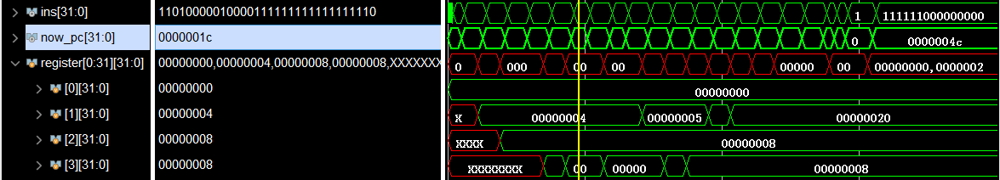 ins[31:0] 11010000010000111111111111111110 1 111111000000000
now_pc[31:0] 0000001c 0 0000004c
register[0:31][31:0] 00000000,00000004,00000008,00000008,XXXXXXX 0 000 00 00 00000 00 00000000,0000002
[0][31:0] 00000000 00000000
[1][31:0] 00000004 X 00000004 00000005 00000020
[2][31:0] 00000008 XXXX 00000008
[3][31:0] 00000008 XXXXXXXX 00 00000 00000008